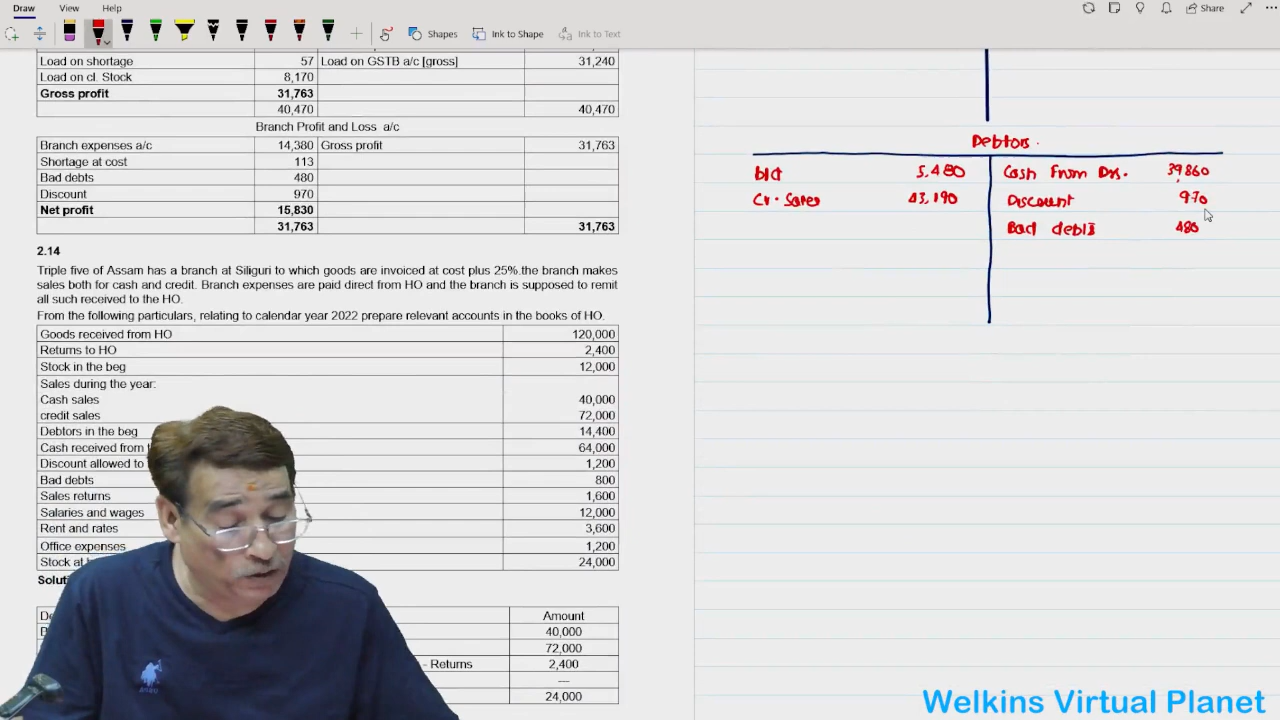 Draw View Help
Shapes Ink to Shape Ink to Text Share
Load on shortage 57 Load on GSTB a/c [gross] 31,240
Load on cl. Stock 8,170
Gross profit 31,763
40,470 40,470
Branch Profit and Loss a/c
Branch expenses a/c 14,380 Gross profit 31,763
Shortage at cost 113
Bad debts 480
Discount 970
Net profit 15,830
31,763 31,763
2.14
Triple five of Assam has a branch at Siliguri to which goods are invoiced at cost plus 25%.the branch makes
sales both for cash and credit. Branch expenses are paid direct from HO and the branch is supposed to remit
all such received to the HO.
From the following particulars, relating to calendar year 2022 prepare relevant accounts in the books of HO.
Goods received from HO 120,000
Returns to HO 2,400
Stock in the beg 12,000
Sales during the year:
Cash sales 40,000
credit sales 72,000
Debtors in the beg 14,400
Cash received from 64,000
Discount allowed to 1,200
Bad debts 800
Sales returns 1,600
Salaries and wages 12,000
Rent and rates 3,600
Office expenses 1,200
Stock at 24,000
Amount
40,000
72,000
- Returns 2,400
—
24,000
Debtors.
b/d 5,480 Cash From Drs. 39,860
Cr. Sales 43,190 Discount 970
Bad debts 480
Welkins Virtual Planet